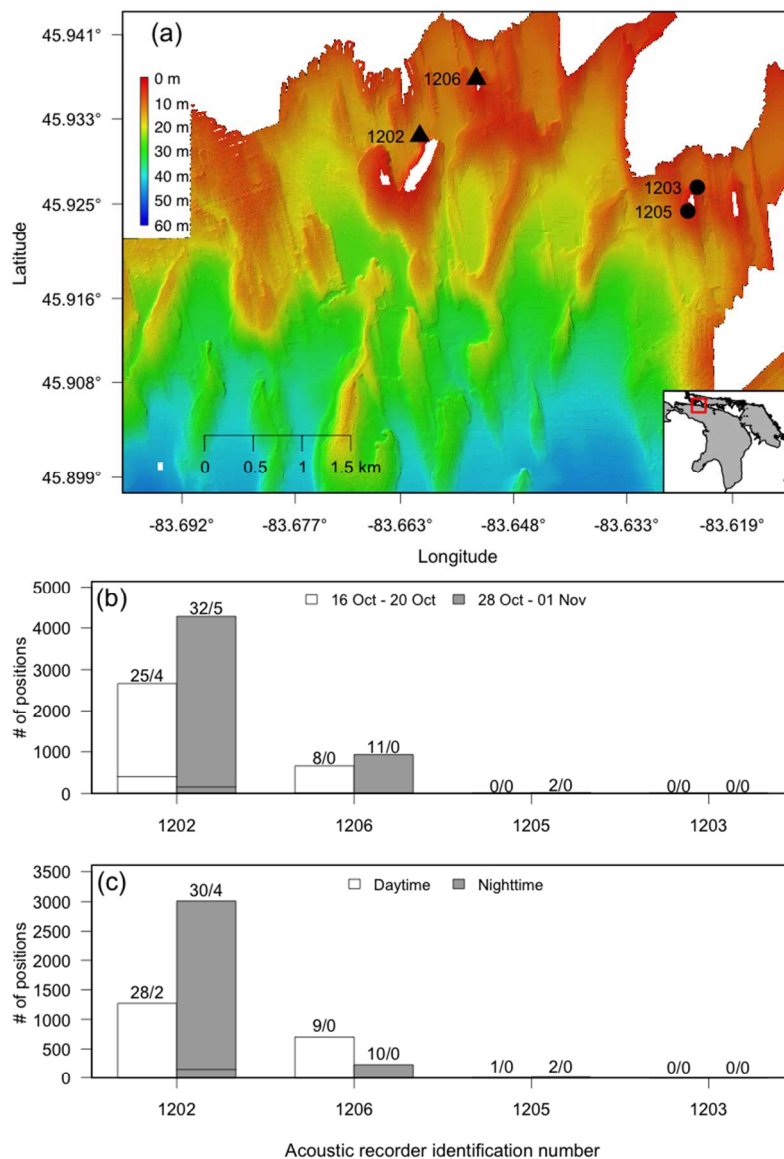 (a)
45.941°
45.933°
45.925°
45.916°
45.908°
45.899°
Latitude
0 m
10 m
20 m
30 m
40 m
50 m
60 m
1206
1202
1203
1205
0 0.5 1 1.5 km
-83.692° -83.677° -83.663° -83.648° -83.633° -83.619°
Longitude
(b)
16 Oct - 20 Oct 28 Oct - 01 Nov
# of positions
5000
4000
3000
2000
1000
0
25/4 32/5 8/0 11/0 0/0 2/0 0/0 0/0
1202 1206 1205 1203
(c)
Daytime Nighttime
# of positions
3500
3000
2500
2000
1500
1000
500
0
28/2 30/4 9/0 10/0 1/0 2/0 0/0 0/0
1202 1206 1205 1203
Acoustic recorder identification number